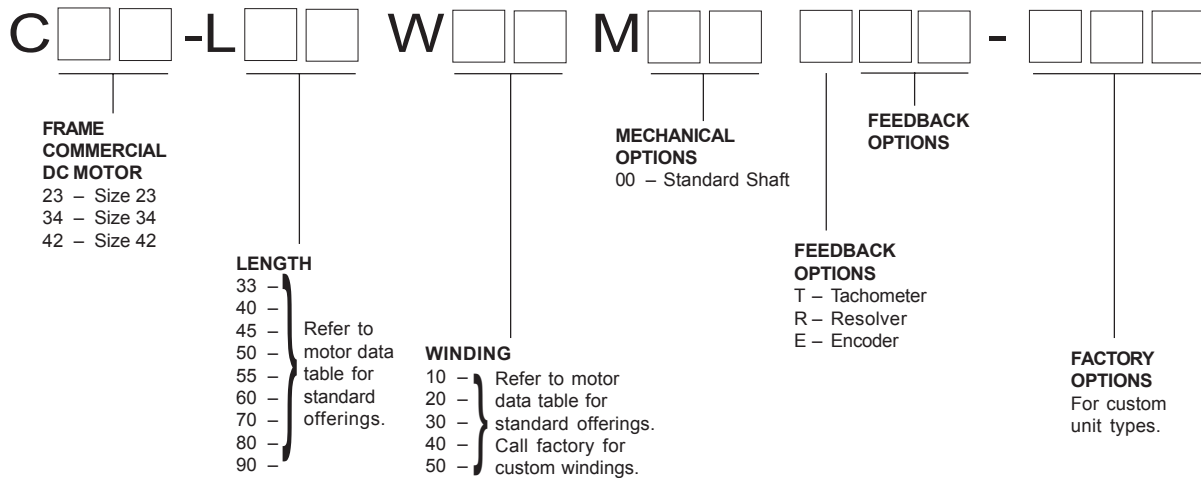 C -L W M -
FRAME
COMMERCIAL
DC MOTOR
23 – Size 23
34 – Size 34
42 – Size 42
LENGTH
33 –
40 –
45 –
50 –
55 –
60 –
70 –
80 –
90 –
Refer to
motor data
table for
standard
offerings.
WINDING
10 –
20 –
30 –
40 –
50 –
Refer to motor
data table for
standard offerings.
Call factory for
custom windings.
MECHANICAL
OPTIONS
00 – Standard Shaft
FEEDBACK
OPTIONS
T – Tachometer
R – Resolver
E – Encoder
FEEDBACK
OPTIONS
FACTORY
OPTIONS
For custom
unit types.